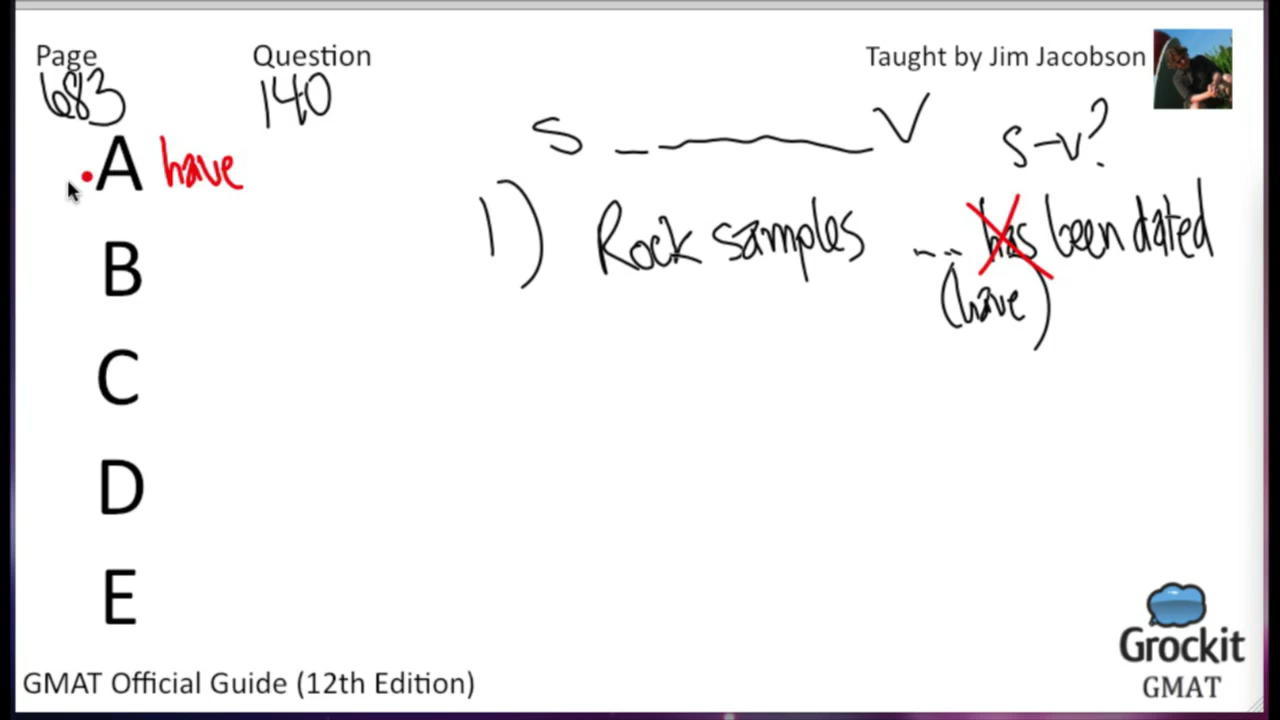 Page Question Taught by Jim Jacobson
683 140
S V S-V?
A have
1) Rock samples ... has been dated
(have)
B
C
D
E
Grockit
GMAT
GMAT Official Guide (12th Edition)